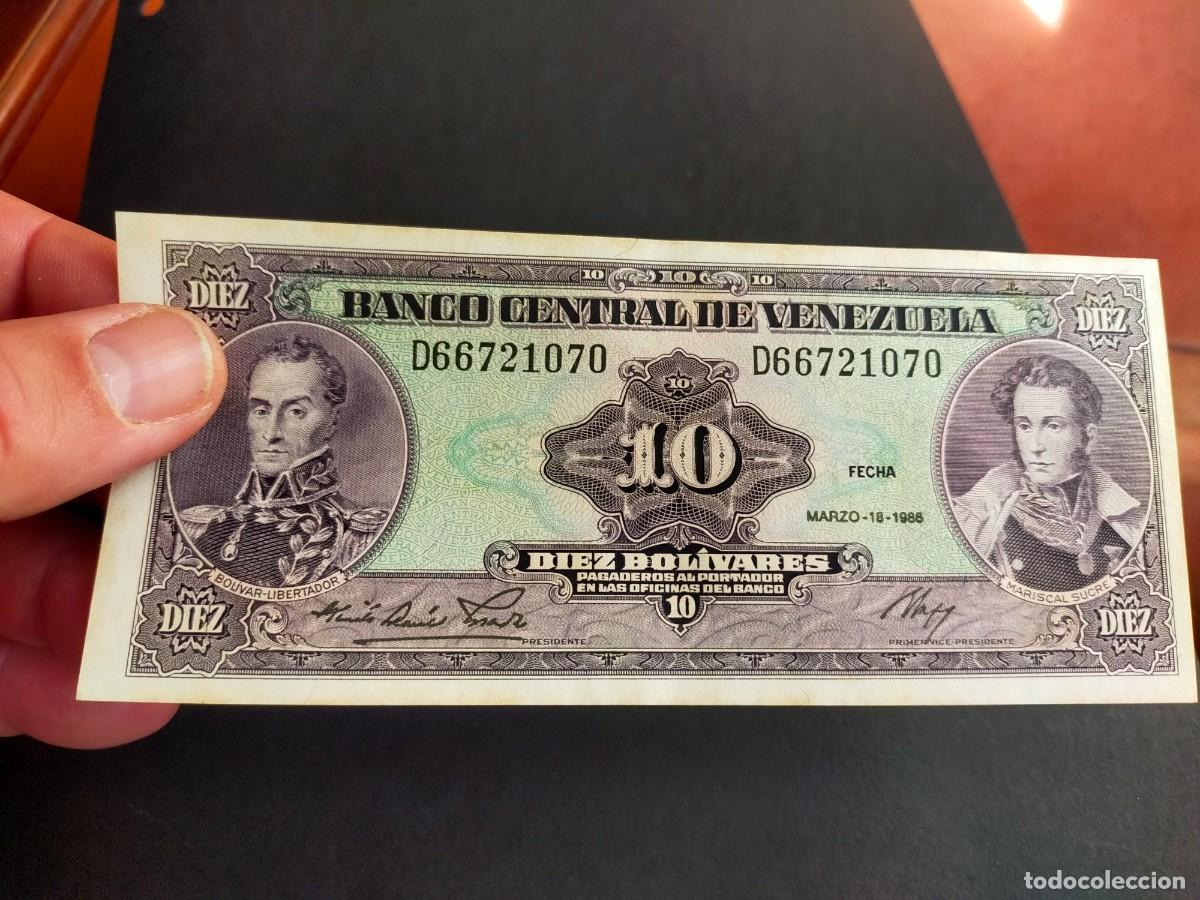 10 10 10
DIEZ DIEZ
BANCO CENTRAL DE VENEZUELA
D66721070 D66721070
10
10
FECHA
MARZO-18-1986
DIEZ BOLÍVARES
PAGADEROS AL PORTADOR
EN LAS OFICINAS DEL BANCO
BOLIVAR-LIBERTADOR
MARISCAL SUCRE
DIEZ 10 DIEZ
PRESIDENTE PRIMER VICE-PRESIDENTE
todocoleccion